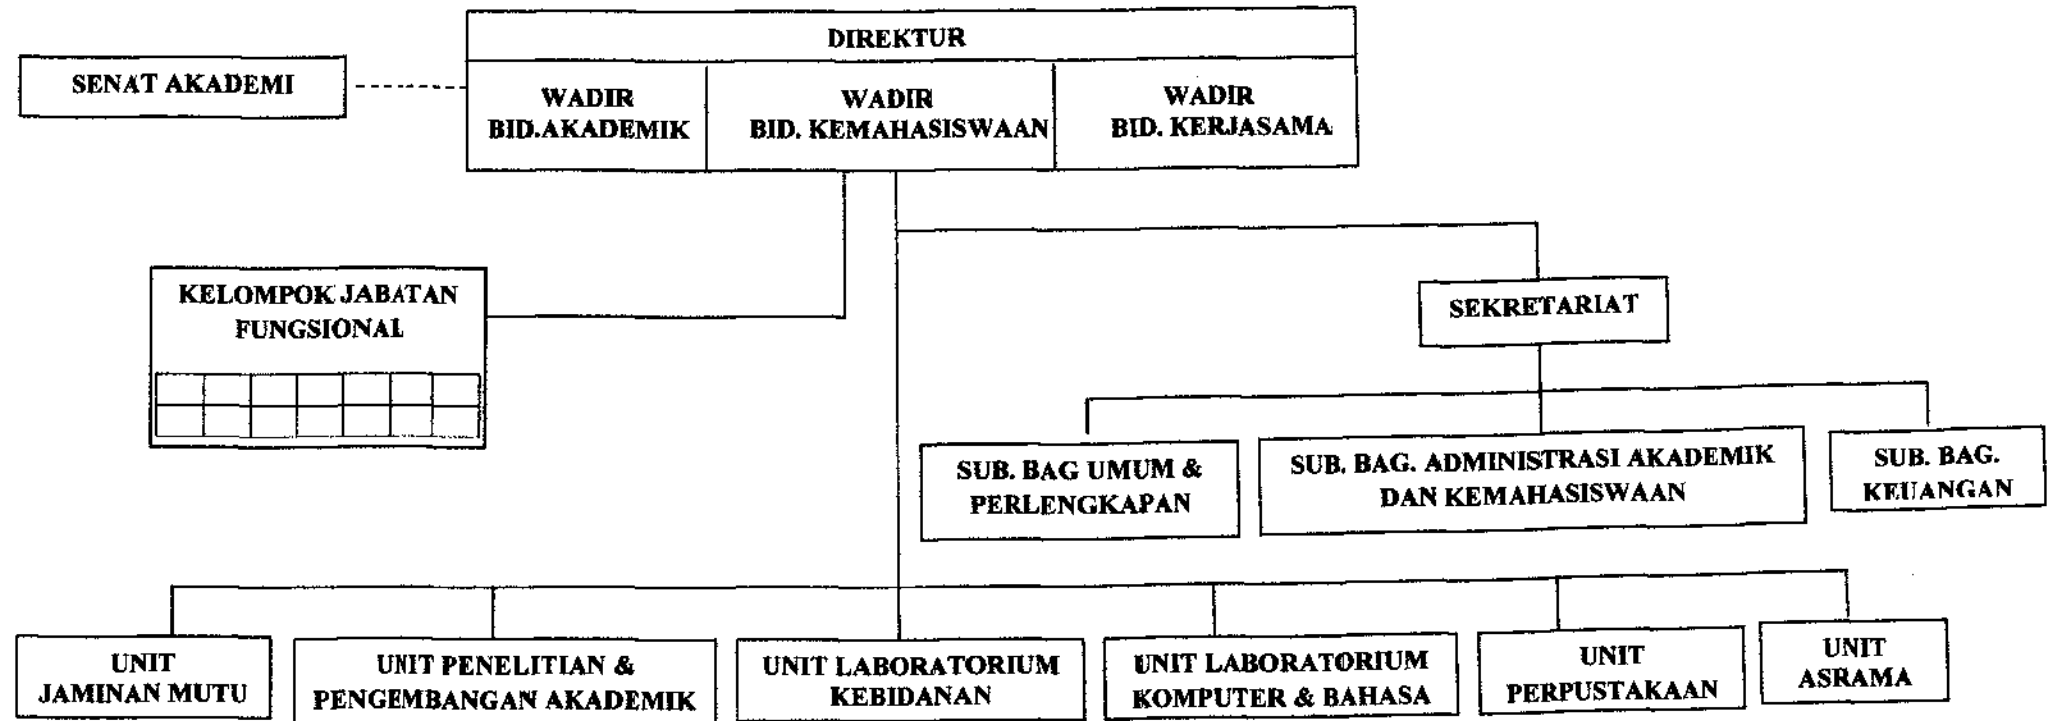 DIREKTUR
SENAT AKADEMI
WADIR
BID.AKADEMIK
WADIR
BID. KEMAHASISWAAN
WADIR
BID. KERJASAMA
KELOMPOK JABATAN
FUNGSIONAL
SEKRETARIAT
SUB. BAG UMUM &
PERLENGKAPAN
SUB. BAG. ADMINISTRASI AKADEMIK
DAN KEMAHASISWAAN
SUB. BAG.
KEUANGAN
UNIT
JAMINAN MUTU
UNIT PENELITIAN &
PENGEMBANGAN AKADEMIK
UNIT LABORATORIUM
KEBIDANAN
UNIT LABORATORIUM
KOMPUTER & BAHASA
UNIT
PERPUSTAKAAN
UNIT
ASRAMA